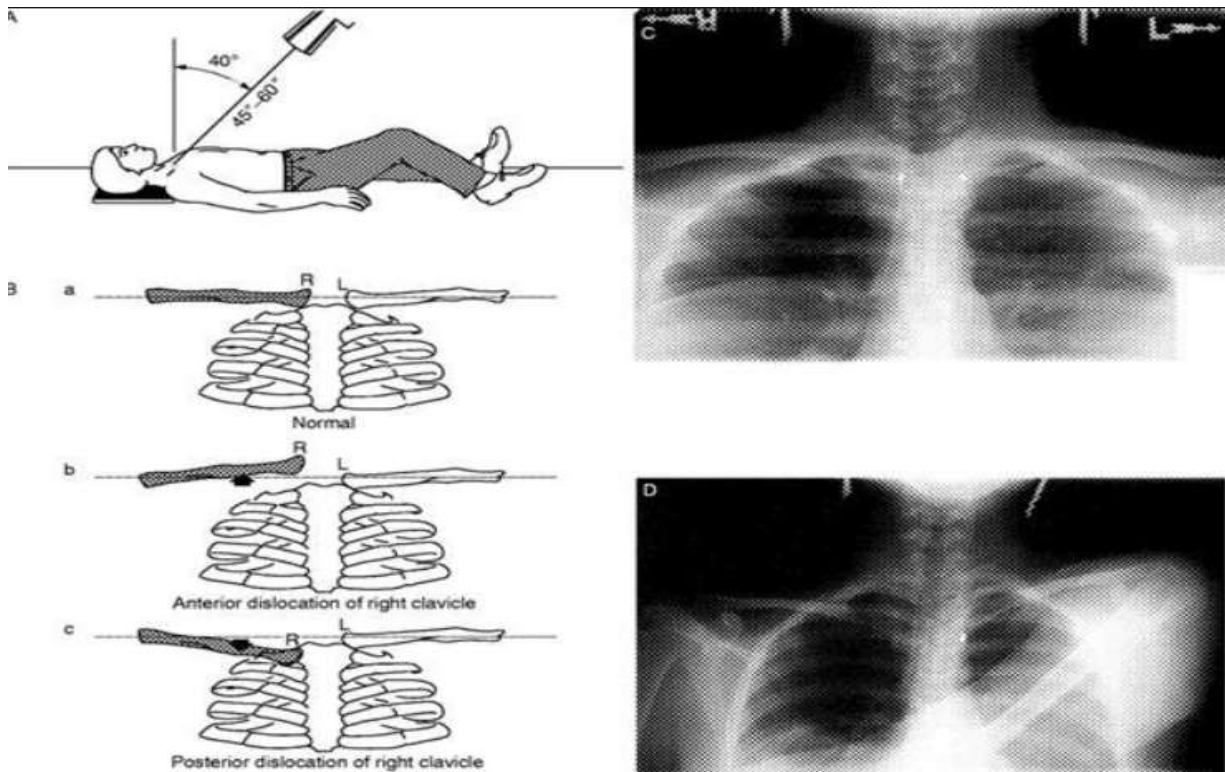 A
40°
45°–60°
B
a
R
L
Normal
b
R
L
Anterior dislocation of right clavicle
c
R
L
Posterior dislocation of right clavicle
C
R
L
D